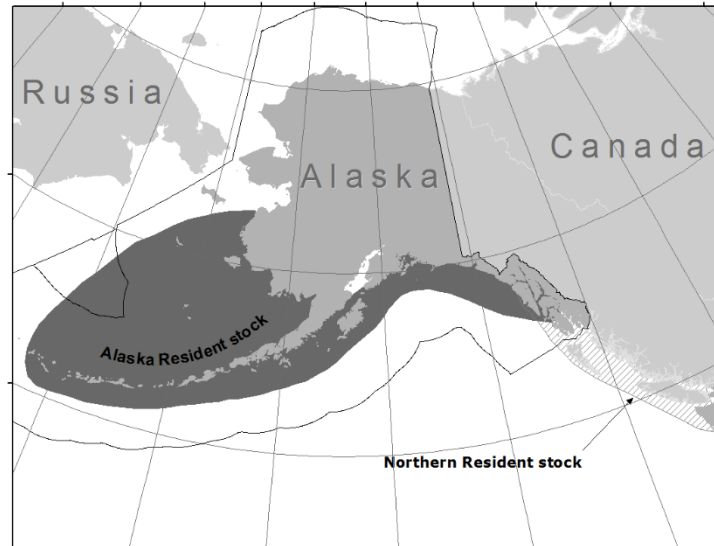 Russia
Alaska
Canada
Alaska Resident stock
Northern Resident stock